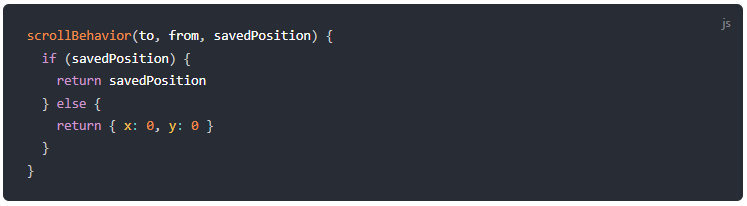 js
scrollBehavior(to, from, savedPosition) {
  if (savedPosition) {
    return savedPosition
  } else {
    return { x: 0, y: 0 }
  }
}